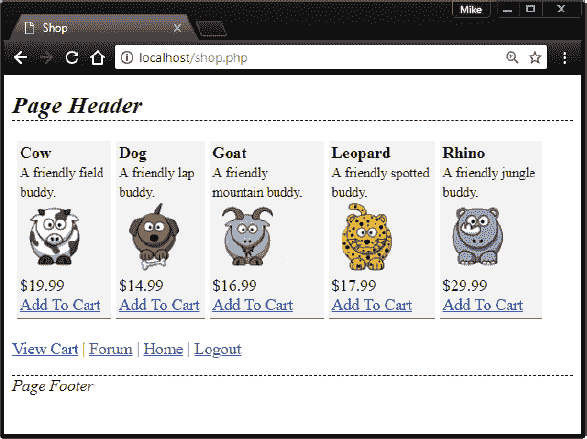 Mike
Shop
localhost/shop.php
Page Header
Cow
A friendly field
buddy.
$19.99
Add To Cart
Dog
A friendly lap
buddy.
$14.99
Add To Cart
Goat
A friendly
mountain buddy.
$16.99
Add To Cart
Leopard
A friendly spotted
buddy.
$17.99
Add To Cart
Rhino
A friendly jungle
buddy.
$29.99
Add To Cart
View Cart | Forum | Home | Logout
Page Footer